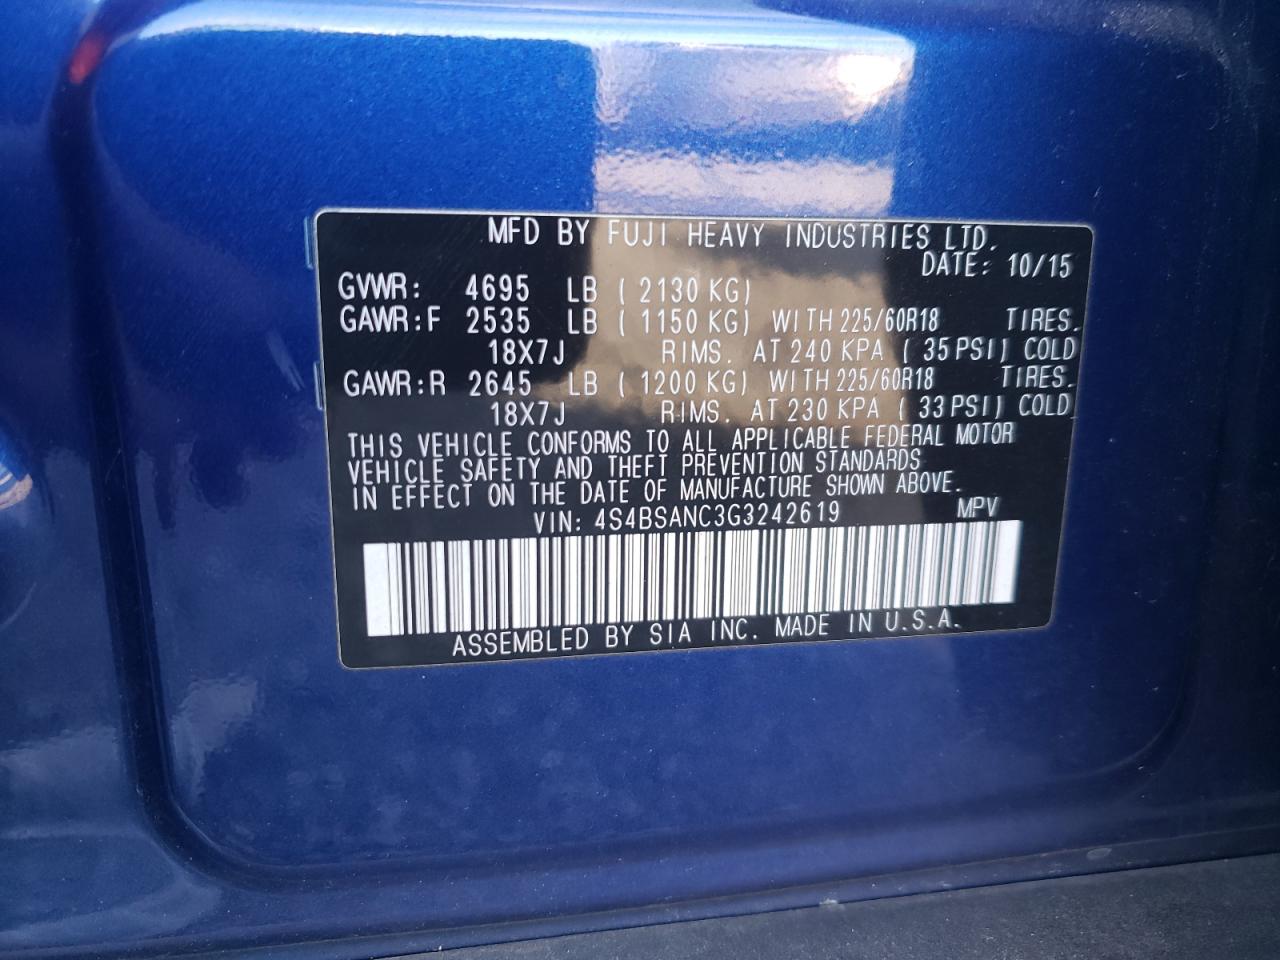 MFD BY FUJI HEAVY INDUSTRIES LTD.
DATE: 10/15
GVWR: 4695 LB ( 2130 KG)
GAWR:F 2535 LB ( 1150 KG) WITH 225/60R18 TIRES.
18X7J RIMS. AT 240 KPA ( 35 PSI) COLD
GAWR:R 2645 LB ( 1200 KG) WITH 225/60R18 TIRES.
18X7J RIMS. AT 230 KPA ( 33 PSI) COLD
THIS VEHICLE CONFORMS TO ALL APPLICABLE FEDERAL MOTOR
VEHICLE SAFETY AND THEFT PREVENTION STANDARDS
IN EFFECT ON THE DATE OF MANUFACTURE SHOWN ABOVE.
VIN: 4S4BSANC3G3242619 MPV
ASSEMBLED BY SIA INC. MADE IN U.S.A.